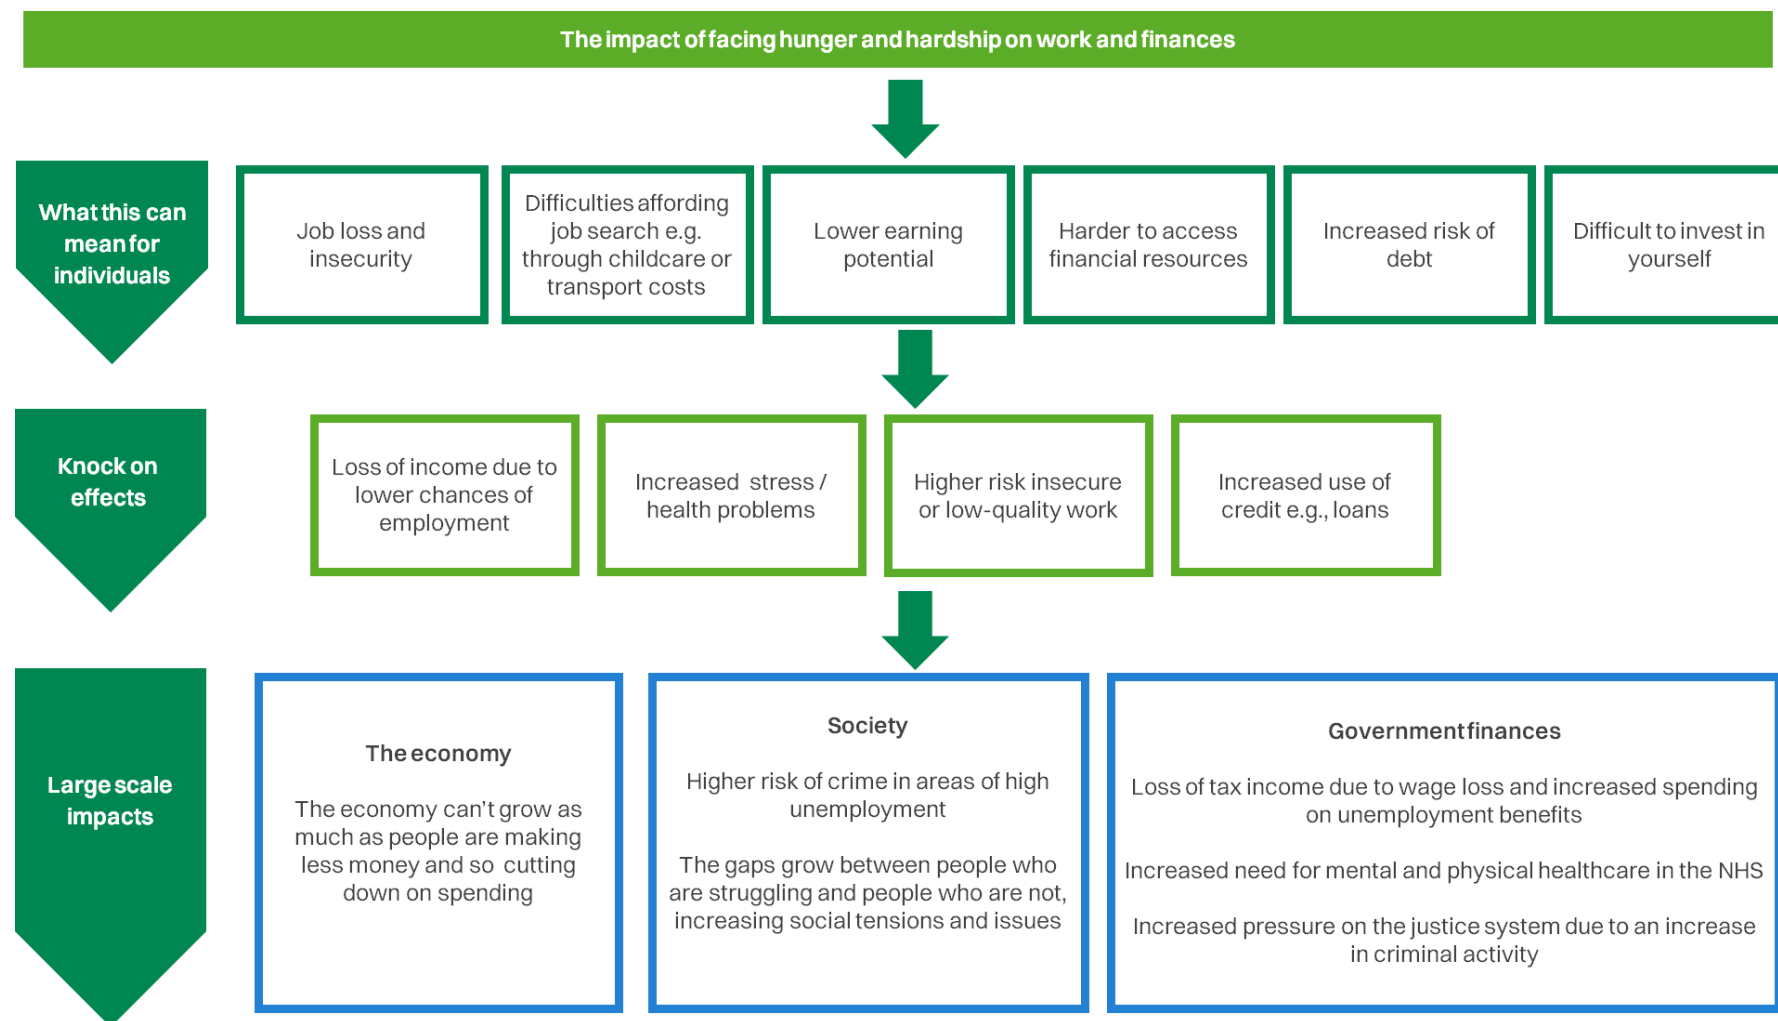 The impact of facing hunger and hardship on work and finances
What this can
mean for
individuals
Job loss and
insecurity
Difficulties affording
job search e.g.
through childcare or
transport costs
Lower earning
potential
Harder to access
financial resources
Increased risk of
debt
Difficult to invest in
yourself
Knock on
effects
Loss of income due to
lower chances of
employment
Increased stress /
health problems
Higher risk insecure
or low-quality work
Increased use of
credit e.g., loans
Large scale
impacts
The economy
The economy can’t grow as
much as people are making
less money and so cutting
down on spending
Society
Higher risk of crime in areas of high
unemployment
The gaps grow between people who
are struggling and people who are not,
increasing social tensions and issues
Government finances
Loss of tax income due to wage loss and increased spending
on unemployment benefits
Increased need for mental and physical healthcare in the NHS
Increased pressure on the justice system due to an increase
in criminal activity